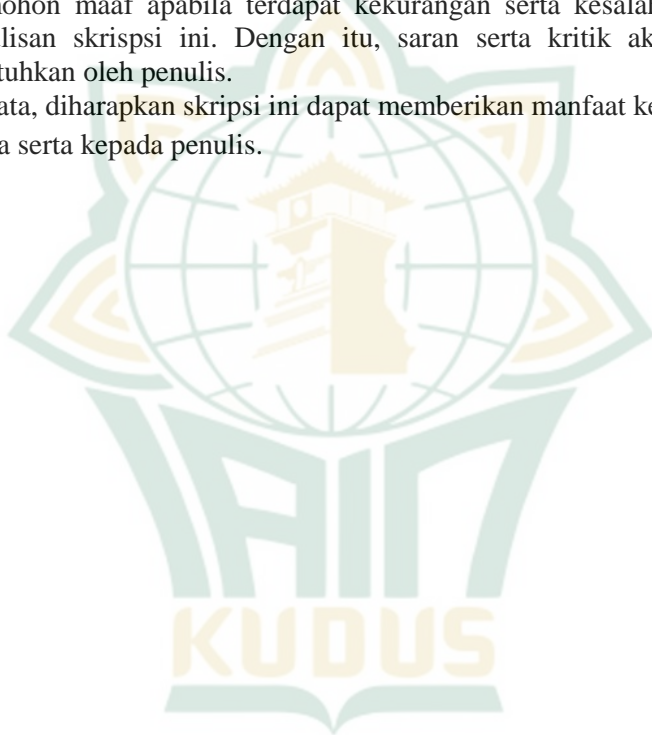 mohon maaf apabila terdapat kekurangan serta kesalah
lisan skrispsi ini. Dengan itu, saran serta kritik ak
tuhkan oleh penulis.
ata, diharapkan skripsi ini dapat memberikan manfaat ke
a serta kepada penulis.
IAIN
KUDUS